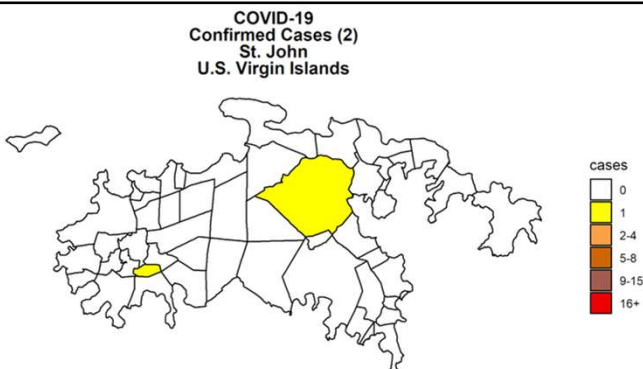 COVID-19
Confirmed Cases (2)
St. John
U.S. Virgin Islands
cases
0
1
2-4
5-8
9-15
16+